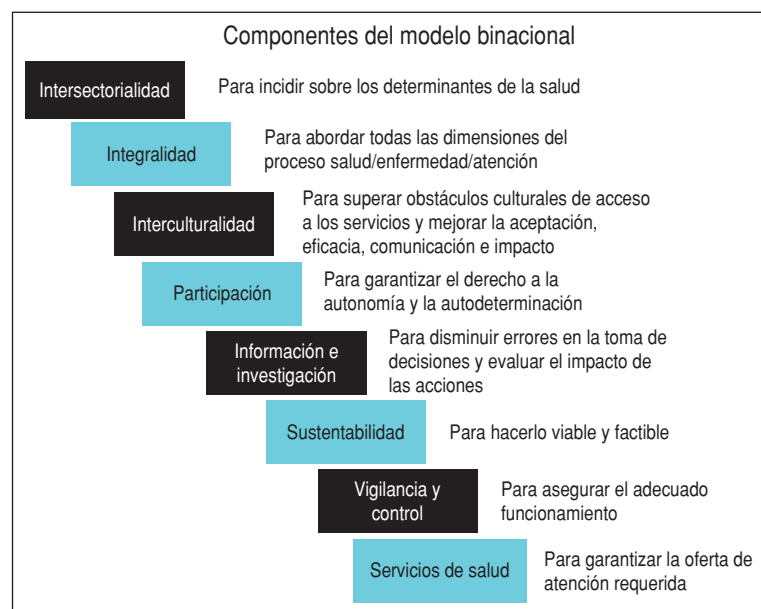 Componentes del modelo binacional
Intersectorialidad
Para incidir sobre los determinantes de la salud
Integralidad
Para abordar todas las dimensiones del
proceso salud/enfermedad/atención
Interculturalidad
Para superar obstáculos culturales de acceso
a los servicios y mejorar la aceptación,
eficacia, comunicación e impacto
Participación
Para garantizar el derecho a la
autonomía y la autodeterminación
Información e
investigación
Para disminuir errores en la toma de
decisiones y evaluar el impacto de
las acciones
Sustentabilidad
Para hacerlo viable y factible
Vigilancia y
control
Para asegurar el adecuado
funcionamiento
Servicios de salud
Para garantizar la oferta de
atención requerida